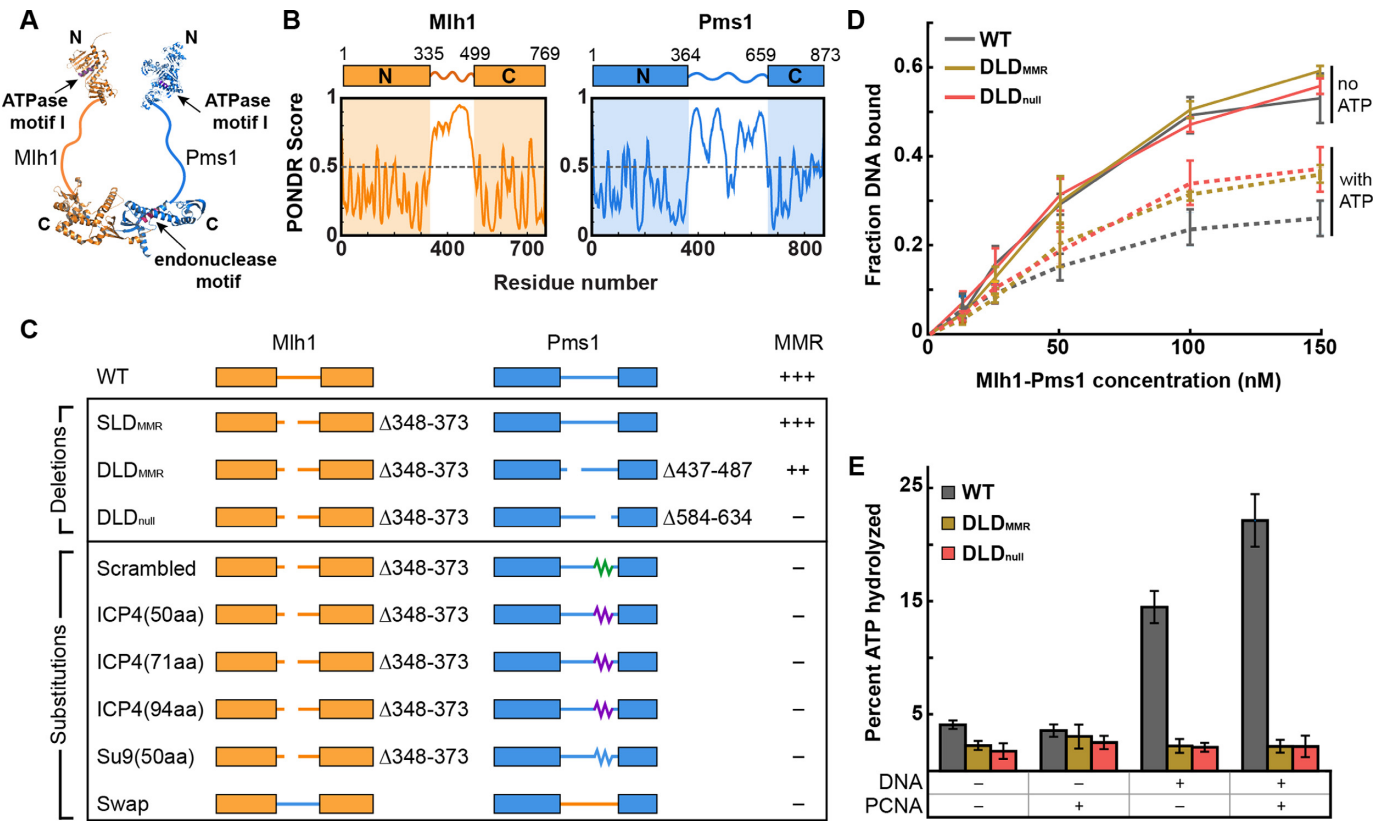 A
N
N
ATPase
motif I
ATPase
motif I
Mlh1
Pms1
C
C
endonuclease
motif
B
Mlh1
Pms1
1 335 499 769
N C
1 364 659 873
N C
PONDR Score
1
0.5
0
0 400 700
1
0.5
0
0 400 800
Residue number
C
Mlh1 Pms1 MMR
WT +++
Deletions
SLDMMR Δ348-373 +++
DLDMMR Δ348-373 Δ437-487 ++
DLDnull Δ348-373 Δ584-634 –
Substitutions
Scrambled Δ348-373 –
ICP4(50aa) Δ348-373 –
ICP4(71aa) Δ348-373 –
ICP4(94aa) Δ348-373 –
Su9(50aa) Δ348-373 –
Swap –
D
WT
DLDMMR
DLDnull
no
ATP
with
ATP
Fraction DNA bound
0.6
0.4
0.2
0
0 50 100 150
Mlh1-Pms1 concentration (nM)
E
WT
DLDMMR
DLDnull
Percent ATP hydrolyzed
25
15
5
DNA – – + +
PCNA – + – +